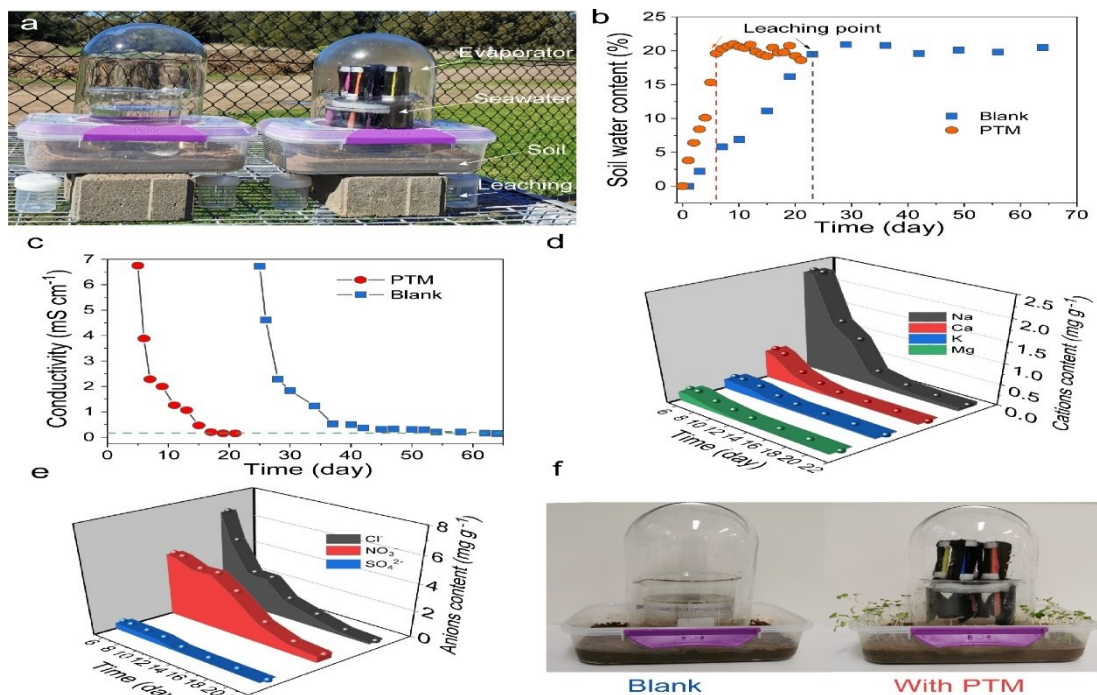 a
Evaporator
Seawater
Soil
Leaching
b
Soil water content (%)
25
20
15
10
5
0
Leaching point
Blank
PTM
0 10 20 30 40 50 60 70
Time (day)
c
Conductivity (mS cm⁻¹)
7
6
5
4
3
2
1
0
PTM
Blank
0 10 20 30 40 50 60
Time (day)
d
Na
Ca
K
Mg
2.5
2.0
1.5
1.0
0.5
0.0
Cations content (mg g⁻¹)
6 8 10 12 14 16 18 20 22
Time (day)
e
Cl⁻
NO₃⁻
SO₄²⁻
8
6
4
2
0
Anions content (mg g⁻¹)
6 8 10 12 14 16 18 20
Time (day)
f
Blank
With PTM